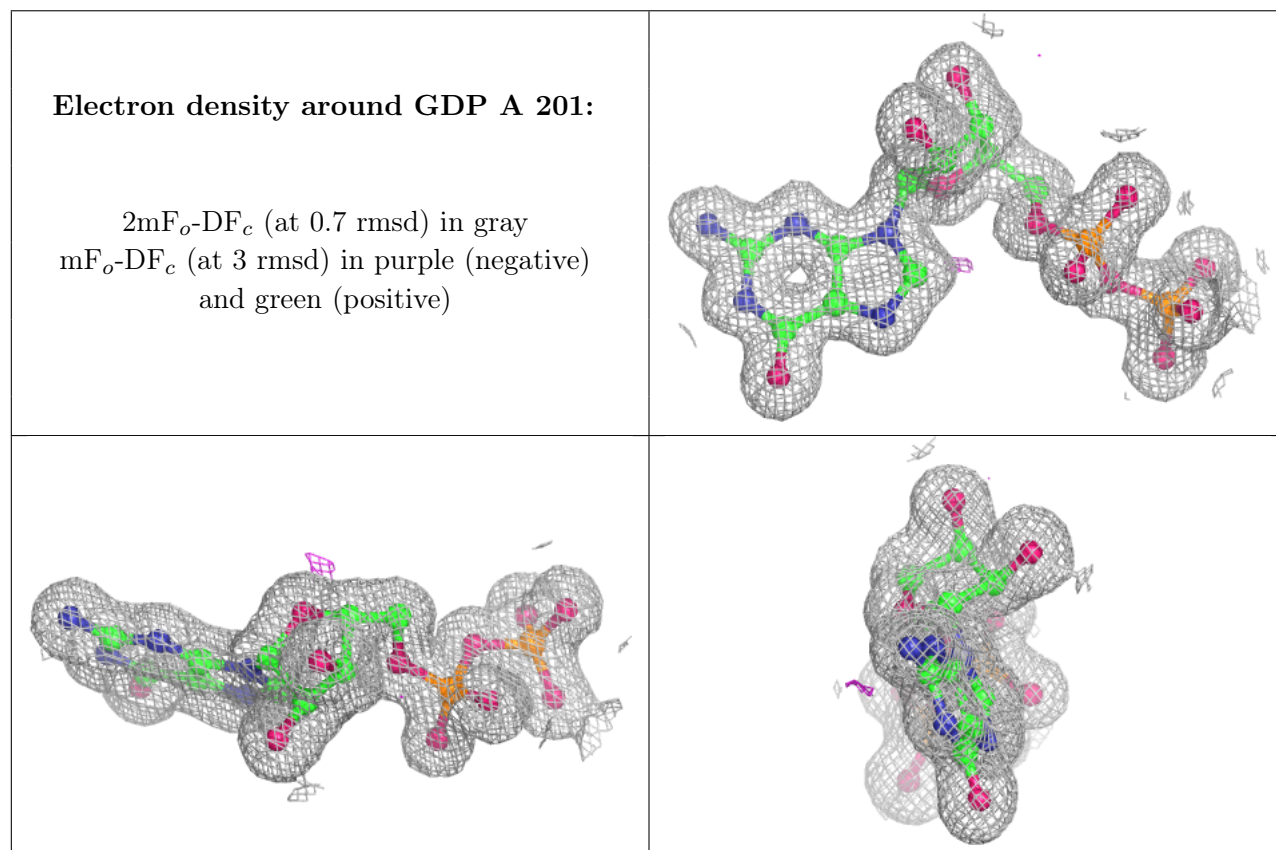 Electron density around GDP A 201:
2mFₒ-DF𝒸 (at 0.7 rmsd) in gray
mFₒ-DF𝒸 (at 3 rmsd) in purple (negative)
and green (positive)